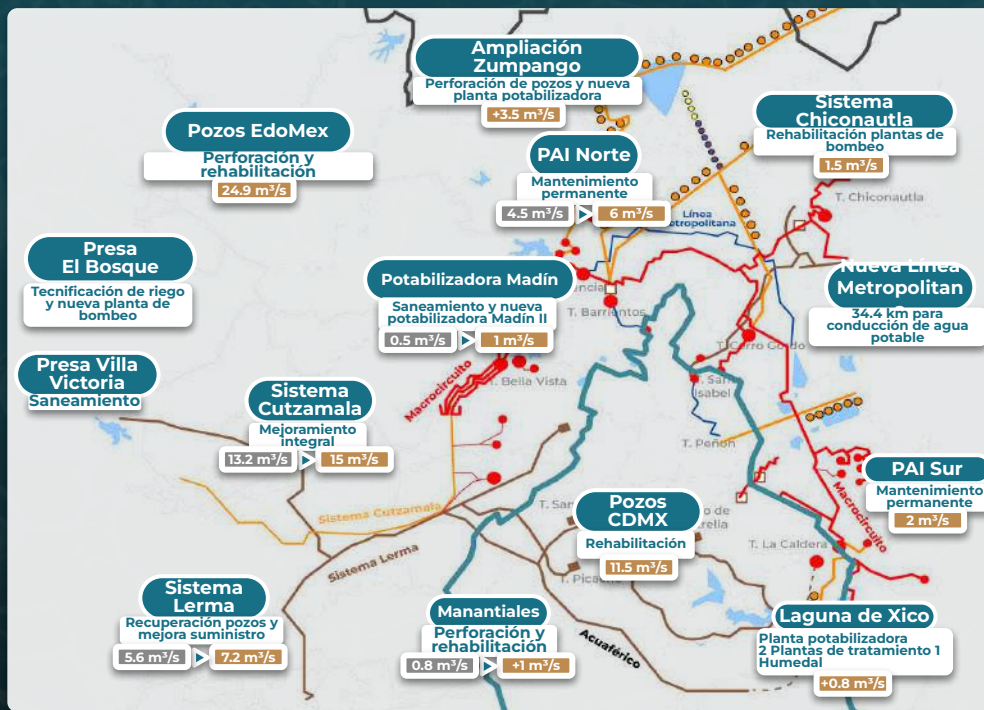 Ampliación
Zumpango
Perforación de pozos y nueva
planta potabilizadora
+3.5 m³/s
Sistema
Chiconautla
Rehabilitación plantas de
bombeo
1.5 m³/s
Pozos EdoMex
Perforación y
rehabilitación
24.9 m³/s
PAI Norte
Mantenimiento
permanente
4.5 m³/s
6 m³/s
T. Chiconautla
Línea
Presa
El Bosque
Tecnificación de riego
y nueva planta de
bombeo
Potabilizadora Madín
Saneamiento y nueva
potabilizadora Madín II
0.5 m³/s
1 m³/s
T. Barrientos
Nueva Línea
Metropolitan
34.4 km para
conducción de agua
potable
T. Cerro Gordo
Presa Villa
Victoria
Saneamiento
Macrocircuito
T. Bella Vista
Isabel
Sistema
Cutzamala
Mejoramiento
integral
13.2 m³/s
15 m³/s
T. Peñón
PAI Sur
Mantenimiento
permanente
2 m³/s
Macrocircuito
Sistema Cutzamala
Sistema Lerma
Pozos
CDMX
Rehabilitación
11.5 m³/s
T. La Caldera
Sistema
Lerma
Recuperación pozos y
mejora suministro
5.6 m³/s
7.2 m³/s
Manantiales
Perforación y
rehabilitación
0.8 m³/s
+1 m³/s
Acuaférico
Laguna de Xico
Planta potabilizadora
2 Plantas de tratamiento 1
Humedal
+0.8 m³/s